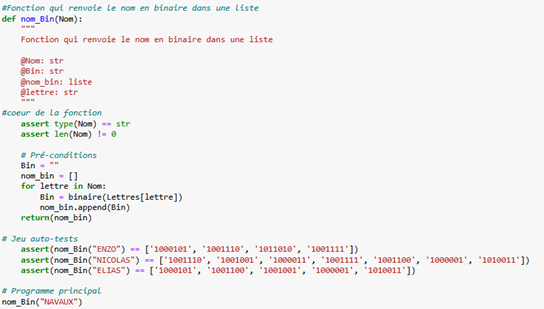 #Fonction qui renvoie le nom en binaire dans une liste
def nom_Bin(Nom):
    """
    Fonction qui renvoie le nom en binaire dans une liste

    @Nom: str
    @Bin: str
    @nom_bin: liste
    @lettre: str
    """
#coeur de la fonction
    assert type(Nom) == str
    assert len(Nom) != 0

    # Pré-conditions
    Bin = ""
    nom_bin = []
    for lettre in Nom:
        Bin = binaire(Lettres[lettre])
        nom_bin.append(Bin)
    return(nom_bin)

# Jeu auto-tests
    assert(nom_Bin("ENZO") == ['1000101', '1001110', '1011010', '1001111'])
    assert(nom_Bin("NICOLAS") == ['1001110', '1001001', '1000011', '1001111', '1001100', '1000001', '1010011'])
    assert(nom_Bin("ELIAS") == ['1000101', '1001100', '1001001', '1000001', '1010011'])

# Programme principal
nom_Bin("NAVAUX")